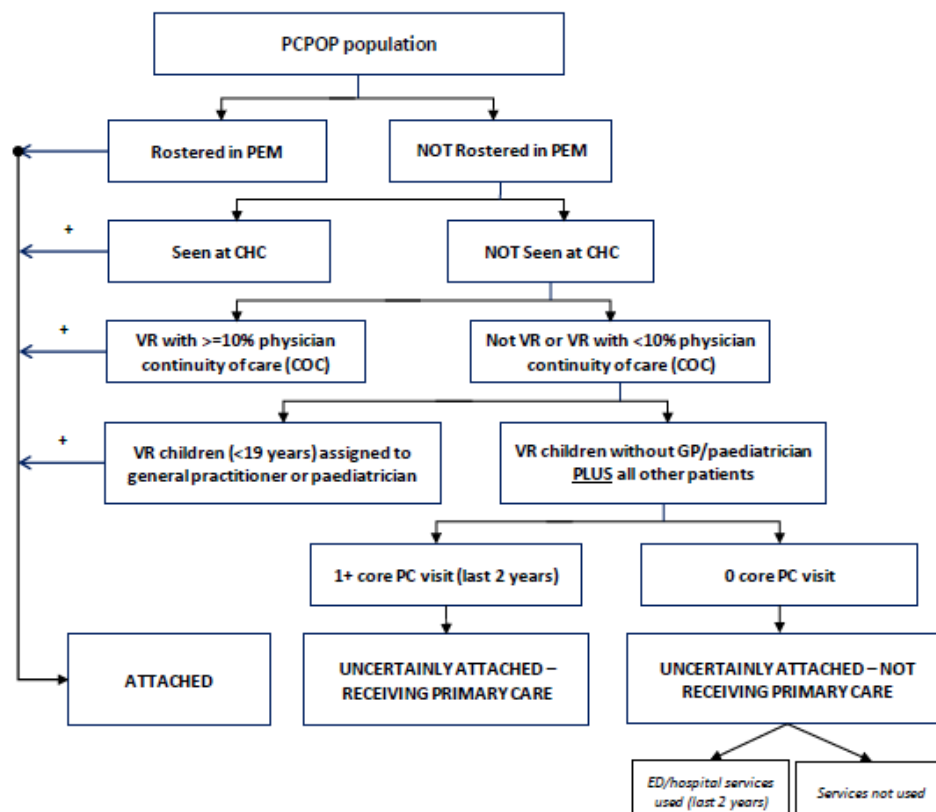 PCPOP population
Rostered in PEM
NOT Rostered in PEM
+
Seen at CHC
NOT Seen at CHC
+
VR with >=10% physician
continuity of care (COC)
Not VR or VR with <10% physician
continuity of care (COC)
+
VR children (<19 years) assigned to
general practitioner or paediatrician
VR children without GP/paediatrician
PLUS all other patients
1+ core PC visit (last 2 years)
0 core PC visit
ATTACHED
UNCERTAINLY ATTACHED –
RECEIVING PRIMARY CARE
UNCERTAINLY ATTACHED – NOT
RECEIVING PRIMARY CARE
ED/hospital services
used (last 2 years)
Services not used